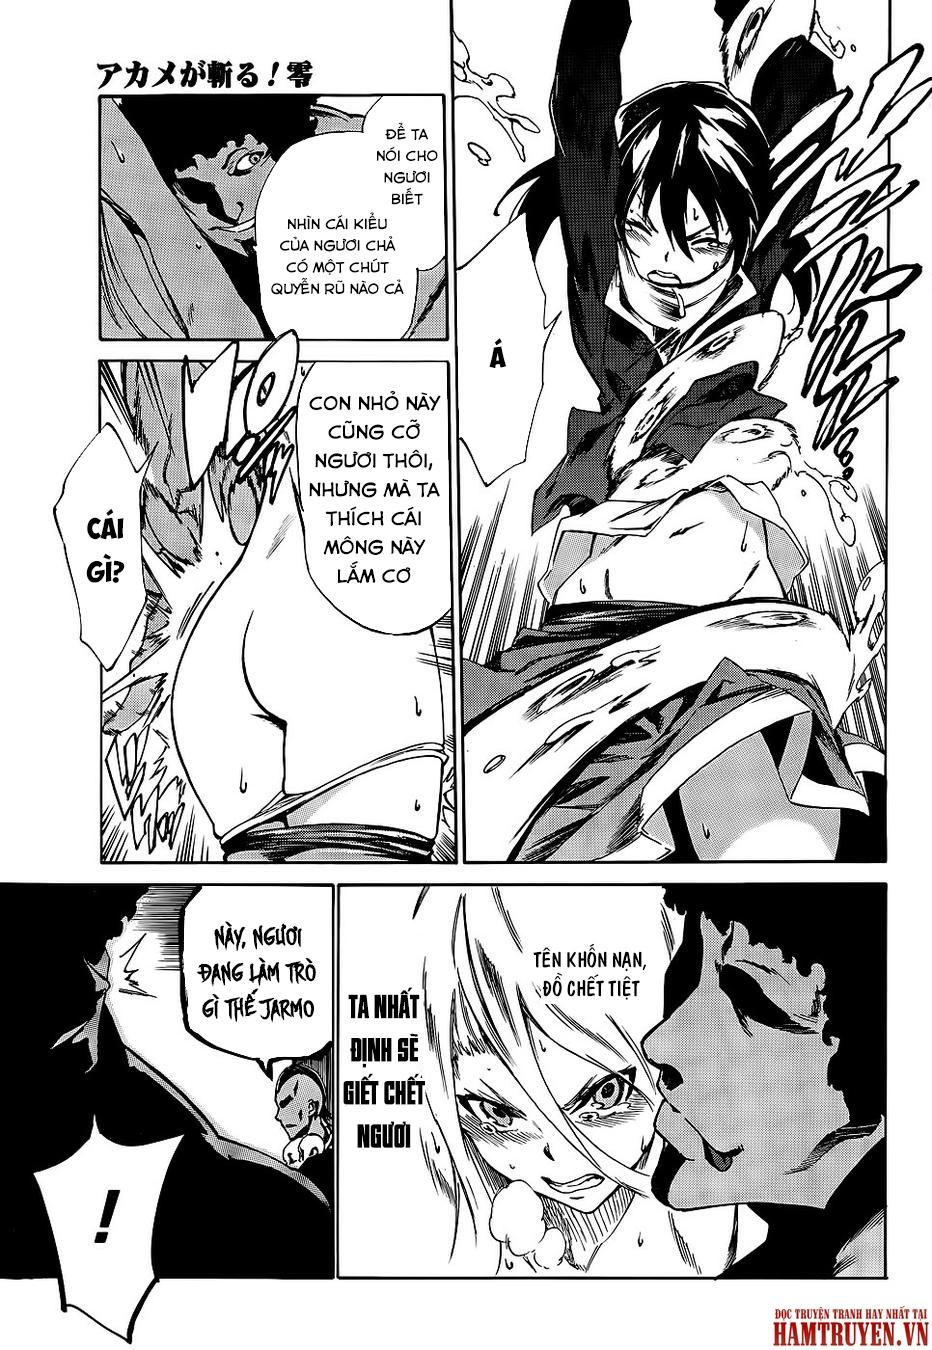 アカメが斬る！零
Á
ĐỂ TA
NÓI CHO
NGƯƠI
BIẾT
NHÌN CÁI KIỂU
CỦA NGƯƠI CHẢ
CÓ MỘT CHÚT
QUYỄN RŨ NÀO CẢ
CON NHỎ NÀY
CŨNG CỠ
NGƯƠI THÔI,
NHƯNG MÀ TA
THÍCH CÁI
MÔNG NÀY
LẮM CƠ
CÁI
GÌ?
TÊN KHỐN NẠN,
ĐỒ CHẾT TIỆT
TA NHẤT
ĐỊNH SẼ
GIẾT CHẾT
NGƯƠI
NÀY, NGƯƠI
ĐANG LÀM TRÒ
GÌ THẾ JARMO
!
ĐỌC TRUYỆN TRANH HAY NHẤT TẠI
HAMTRUYEN.VN